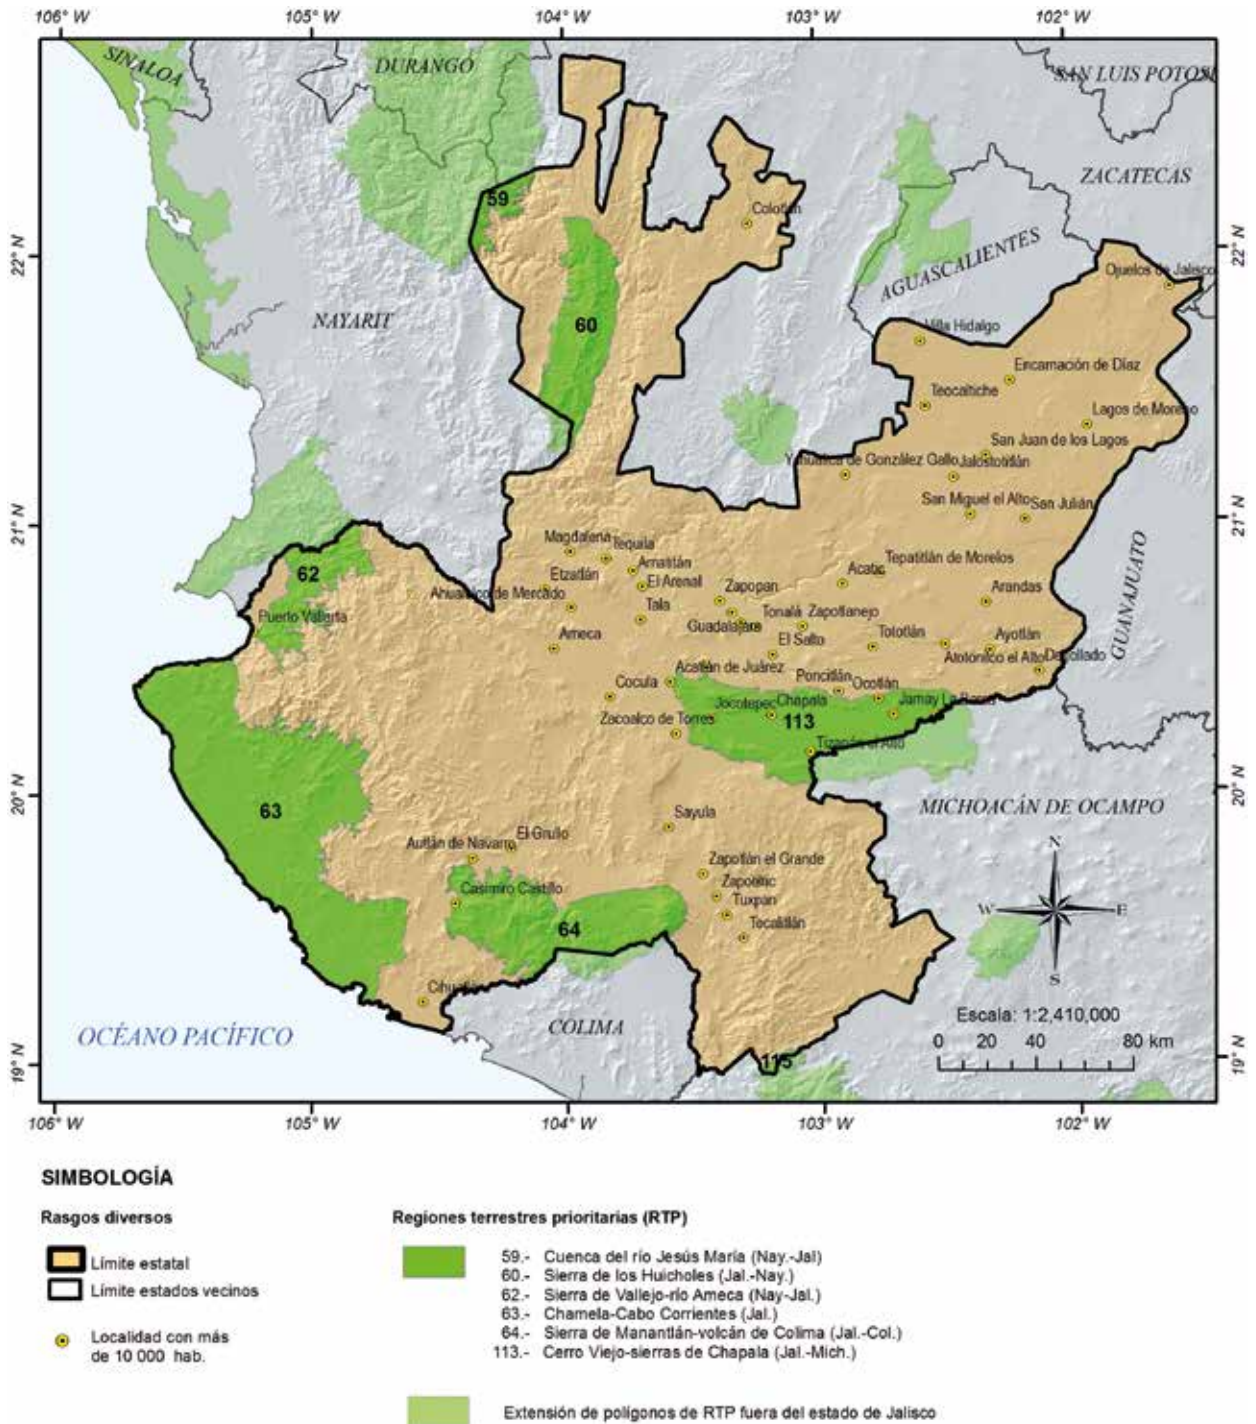 106° W 105° W 104° W 103° W 102° W
SINALOA
DURANGO
SAN LUIS POTOSI
ZACATECAS
59
Colotlán
22° N
22° N
AGUASCALIENTES
Ojuelos de Jalisco
NAYARIT
60
Villa Hidalgo
Encarnación de Díaz
Teocaltiche
Lagos de Moreno
San Juan de los Lagos
Yahualica de González Gallo
Jalostotitlán
San Miguel el Alto
San Julián
21° N
21° N
Magdalena
Tequila
Amatitán
Tepatitlán de Morelos
Acatic
62
Etzatlán
El Arenal
Arandas
GUANAJUATO
Ahualulco de Mercado
Zapopan
Puerto Vallarta
Tala
Tonalá
Zapotlanejo
Guadalajara
Ameca
El Salto
Tototlán
Ayotlán
Atotonico el Alto
Degollado
Acatlán de Juárez
Poncitlán
Cocula
Ocotlán
Jocotepec
Chapala
Jamay
La Barca
Zacoalco de Torres
113
Tizapán el Alto
20° N
20° N
63
MICHOACÁN DE OCAMPO
Sayula
El Grullo
Autlán de Navarro
N
Zapotlán el Grande
Casimiro Castillo
Zapotiltic
Tuxpan
W E
64
Tecalitlán
S
Cihuatlán
Escala: 1:2,410,000
OCÉANO PACÍFICO
COLIMA
0 20 40 80 km
115
19° N
19° N
106° W 105° W 104° W 103° W 102° W
SIMBOLOGÍA
Rasgos diversos
Límite estatal
Límite estados vecinos
Localidad con más
de 10 000 hab.
Regiones terrestres prioritarias (RTP)
59.- Cuenca del río Jesús María (Nay.-Jal)
60.- Sierra de los Huicholes (Jal.-Nay.)
62.- Sierra de Vallejo-río Ameca (Nay-Jal.)
63.- Chamela-Cabo Corrientes (Jal.)
64.- Sierra de Manantlán-volcán de Colima (Jal.-Col.)
113.- Cerro Viejo-sierras de Chapala (Jal.-Mich.)
Extensión de polígonos de RTP fuera del estado de Jalisco